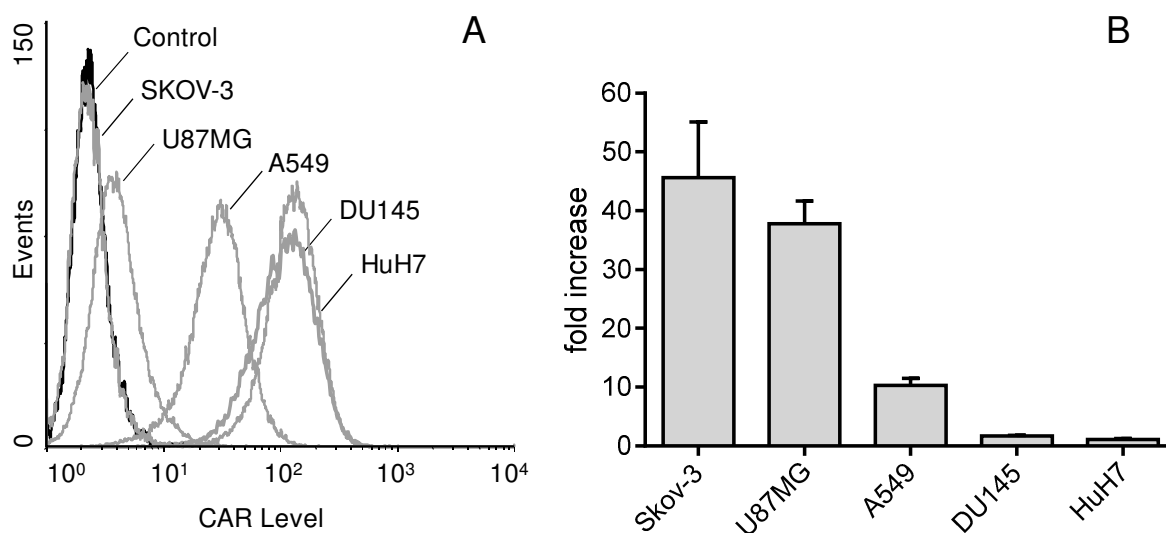 A
150
Control
SKOV-3
U87MG
A549
DU145
HuH7
Events
0
10⁰ 10¹ 10² 10³ 10⁴
CAR Level
B
60
50
40
30
20
10
0
fold increase
Skov-3 U87MG A549 DU145 HuH7